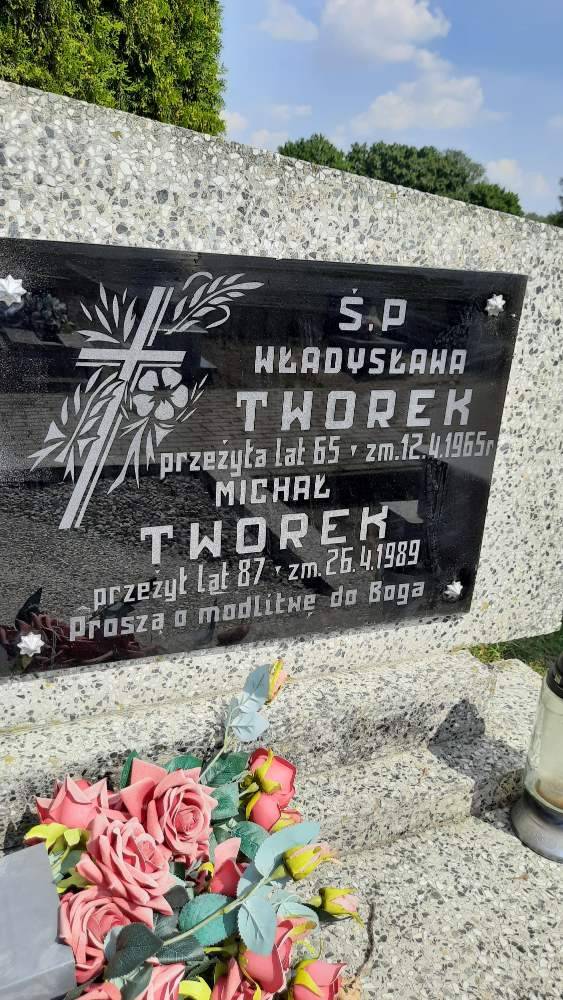 Ś.P
WŁADYSŁAWA
TWOREK
przeżyła lat 65 · zm. 12.4.1965r
MICHAŁ
TWOREK
przeżył lat 87 · zm. 26.4.1989
Proszą o modlitwę do Boga